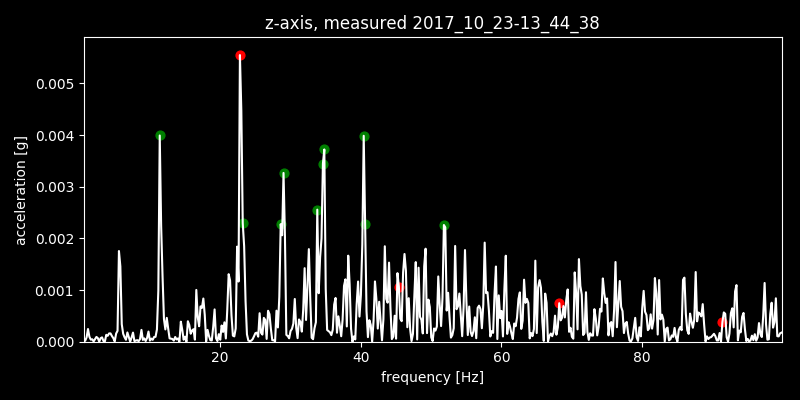 z-axis, measured 2017_10_23-13_44_38
acceleration [g]
0.005
0.004
0.003
0.002
0.001
0.000
20 40 60 80
frequency [Hz]